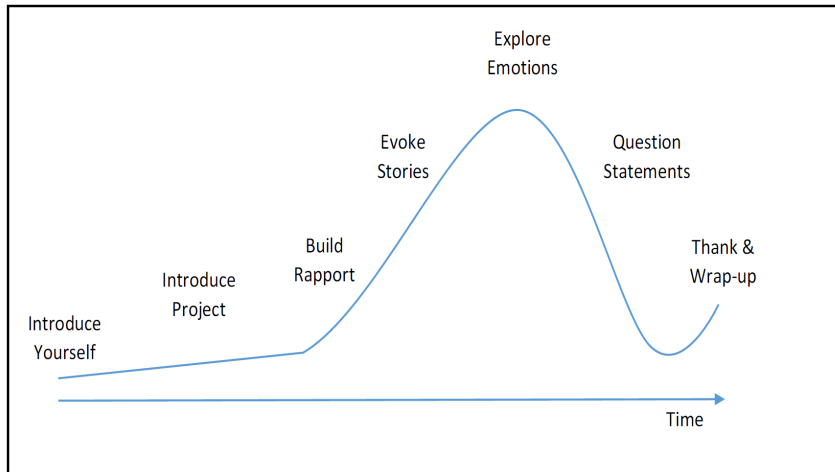 Introduce
Yourself
Introduce
Project
Build
Rapport
Evoke
Stories
Explore
Emotions
Question
Statements
Thank &
Wrap-up
Time